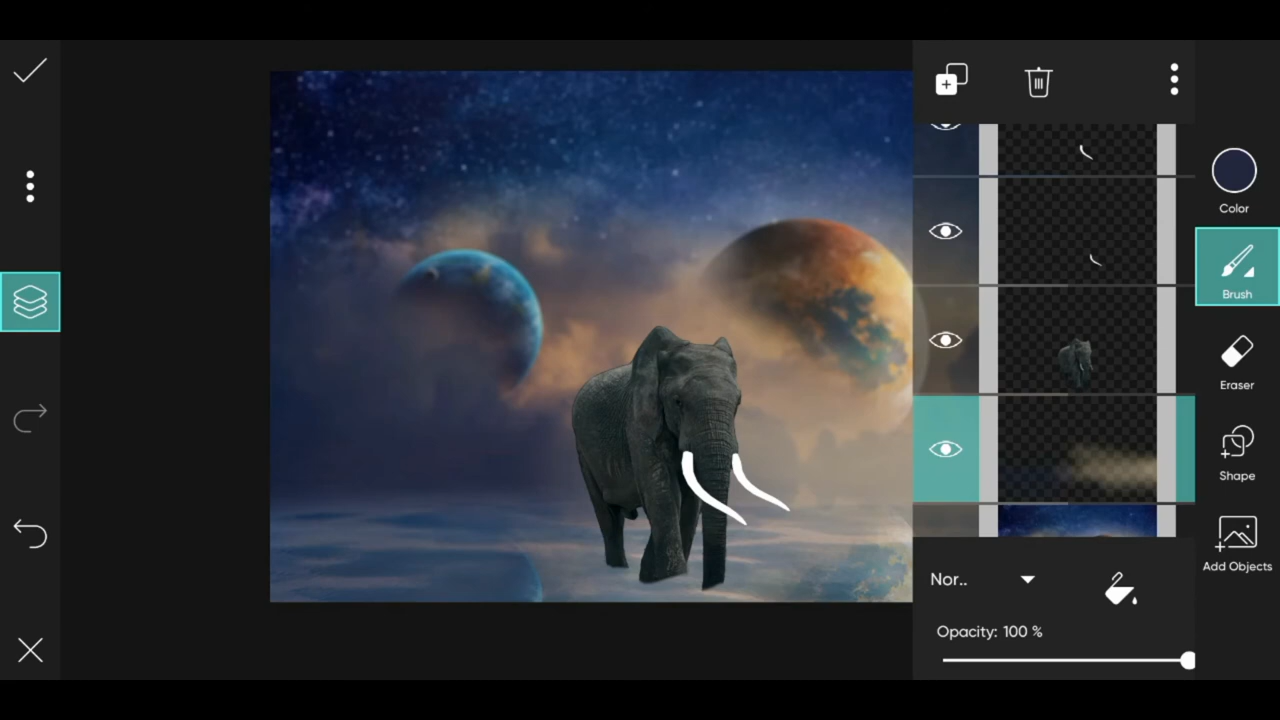 Color
Brush
Eraser
Shape
Add Objects
Nor..
Opacity: 100 %